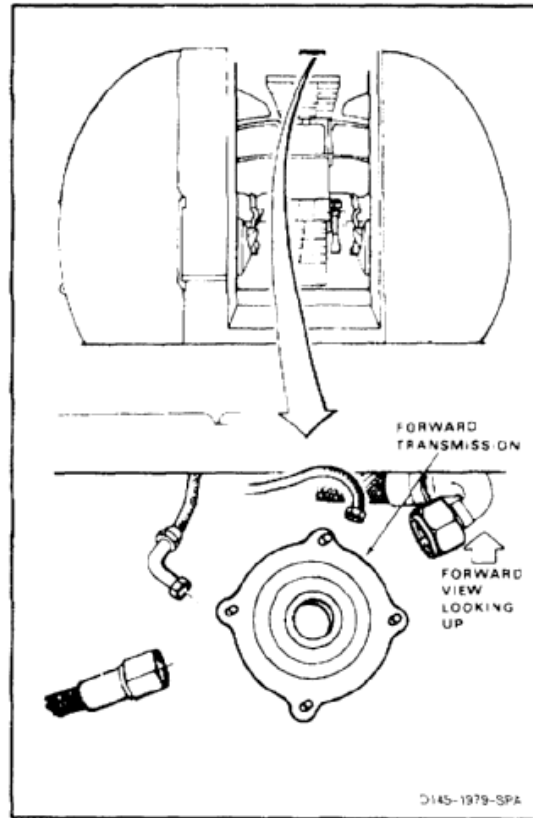 FORWARD
TRANSMISSION
FORWARD
VIEW
LOOKING
UP
D145-1979-SPA